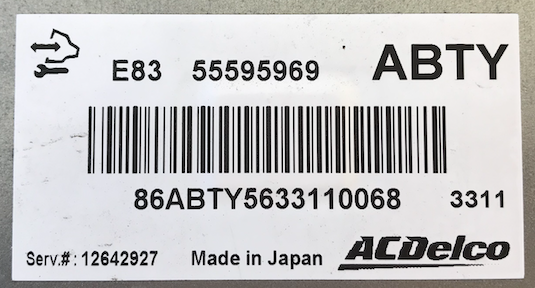 E83 55595969 ABTY
86ABTY5633110068 3311
Serv.#: 12642927 Made in Japan ACDelco